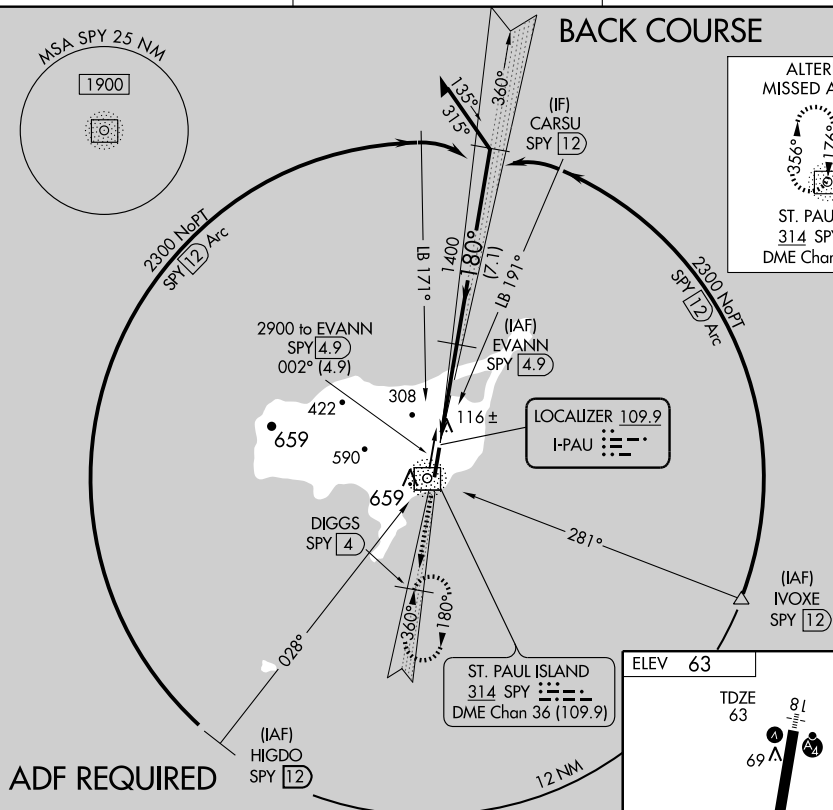 BACK COURSE
MSA SPY 25 NM
1900
ALTER
MISSED A
356°
176°
ST. PAU
314 SP
DME Chan
135°
315°
360°
(IF)
CARSU
SPY 12
2300 NoPT
SPY 12 Arc
2300 NoPT
SPY 12 Arc
LB 171°
1400
180°
(7.1)
LB 191°
2900 to EVANN
SPY 4.9
002° (4.9)
(IAF)
EVANN
SPY 4.9
308
422
659
590
116 ±
LOCALIZER 109.9
I-PAU
659
DIGGS
SPY 4
281°
028°
360°
180°
(IAF)
IVOXE
SPY 12
ST. PAUL ISLAND
314 SPY
DME Chan 36 (109.9)
(IAF)
HIGDO
SPY 12
12 NM
ADF REQUIRED
ELEV 63
TDZE
63
18
69
A4